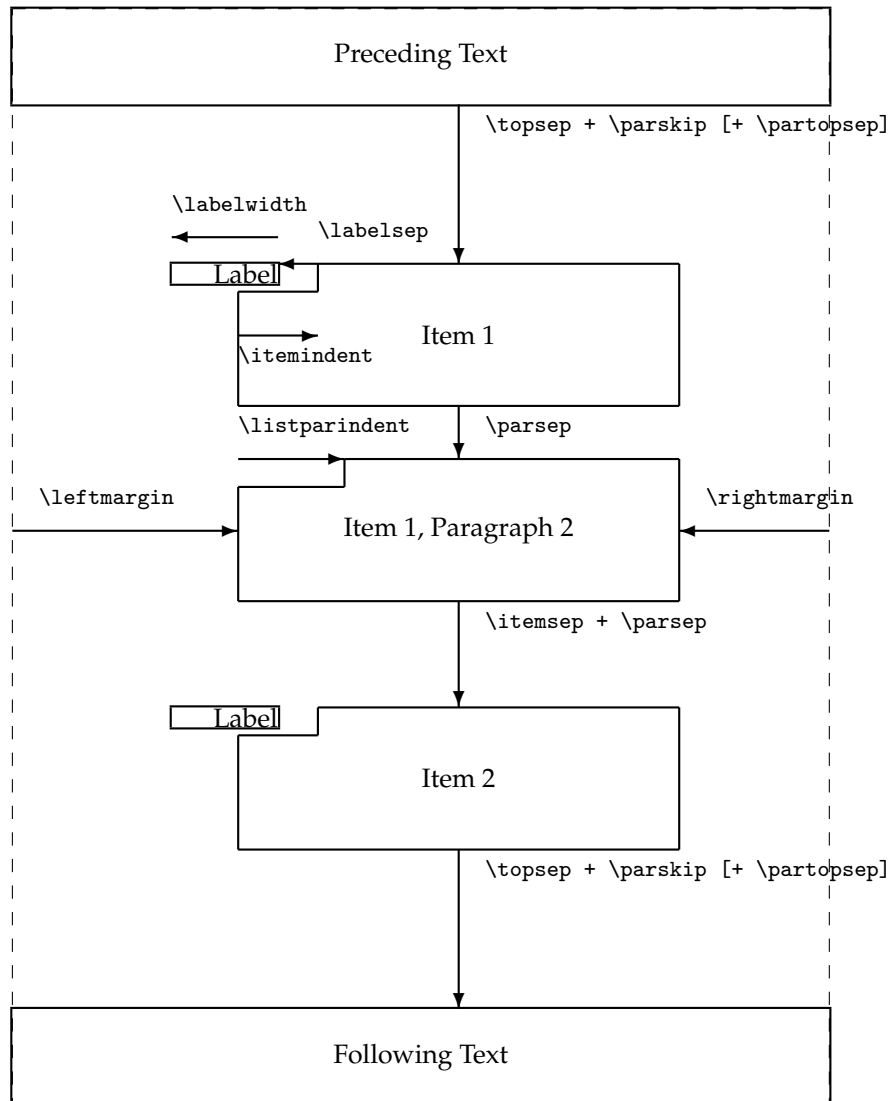 Preceding Text
\topsep + \parskip [+ \partopsep]
\labelwidth
\labelsep
Label
Item 1
\itemindent
\listparindent
\parsep
\leftmargin
\rightmargin
Item 1, Paragraph 2
\itemsep + \parsep
Label
Item 2
\topsep + \parskip [+ \partopsep]
Following Text